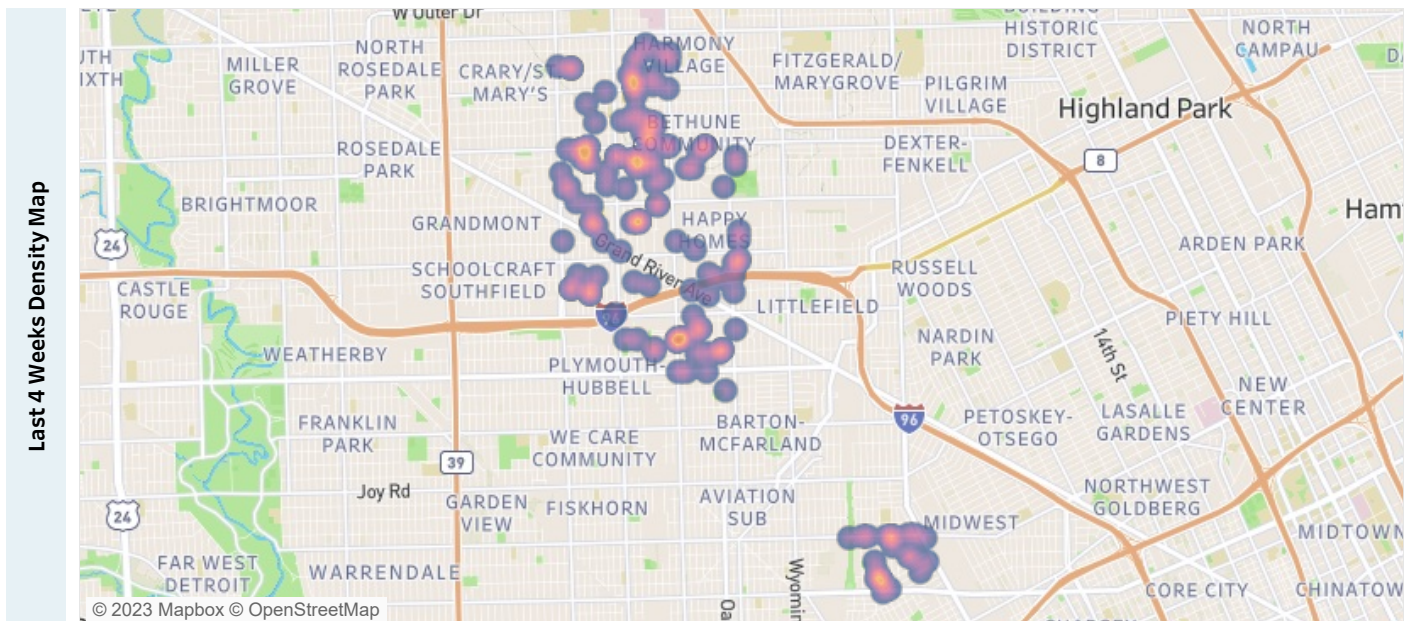 Last 4 Weeks Density Map
W Outer Dr
HISTORIC
DISTRICT
NORTH
CAMPAU
NORTH
ROSEDALE
PARK
MILLER
GROVE
CRARY/ST.
MARY'S
HARMONY
VILLAGE
FITZGERALD/
MARYGROVE
PILGRIM
VILLAGE
Highland Park
BETHUNE
COMMUNITY
ROSEDALE
PARK
DEXTER-
FENKELL
8
BRIGHTMOOR
GRANDMONT
HAPPY
HOMES
24
Grand River Ave
ARDEN PARK
CASTLE
ROUGE
SCHOOLCRAFT
SOUTHFIELD
RUSSELL
WOODS
LITTLEFIELD
PIETY HILL
WEATHERBY
NARDIN
PARK
14th St
PLYMOUTH-
HUBBELL
NEW
CENTER
FRANKLIN
PARK
WE CARE
COMMUNITY
BARTON-
MCFARLAND
96
PETOSKEY-
OTSEGO
LASALLE
GARDENS
39
Joy Rd
GARDEN
VIEW
FISKHORN
AVIATION
SUB
NORTHWEST
GOLDBERG
24
MIDWEST
MIDTOWN
FAR WEST
DETROIT
WARRENDALE
CORE CITY
CHINATOW
Wyomin
Oa
© 2023 Mapbox © OpenStreetMap